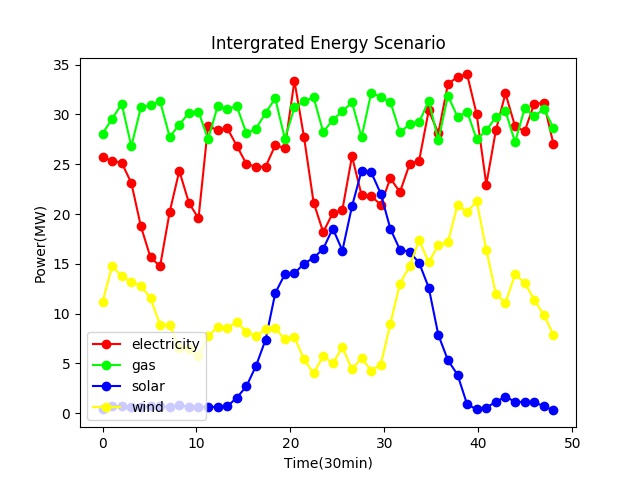 Intergrated Energy Scenario
Power(MW)
35
30
25
20
15
10
5
0
electricity
gas
solar
wind
0 10 20 30 40 50
Time(30min)